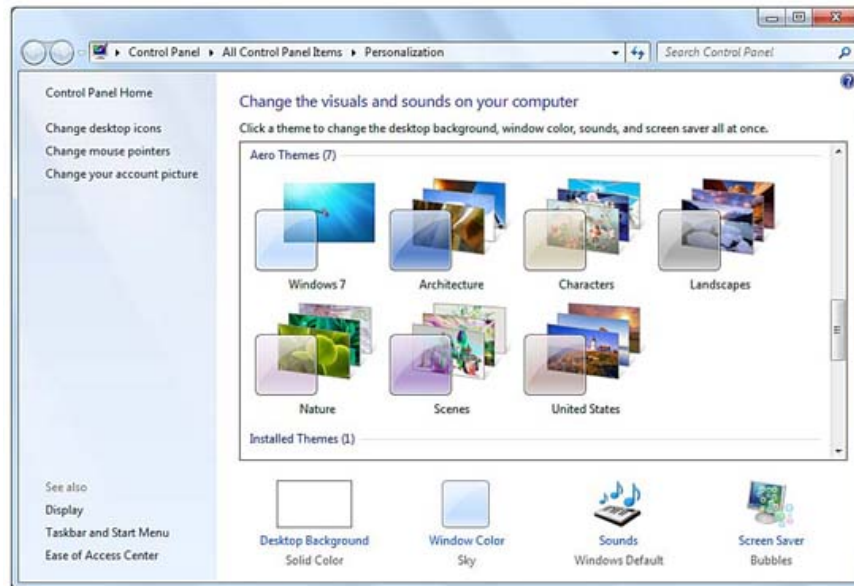 Control Panel ▸ All Control Panel Items ▸ Personalization
Search Control Panel
Control Panel Home
Change desktop icons
Change mouse pointers
Change your account picture
Change the visuals and sounds on your computer
Click a theme to change the desktop background, window color, sounds, and screen saver all at once.
Aero Themes (7)
Windows 7
Architecture
Characters
Landscapes
Nature
Scenes
United States
Installed Themes (1)
See also
Display
Taskbar and Start Menu
Ease of Access Center
Desktop Background
Solid Color
Window Color
Sky
Sounds
Windows Default
Screen Saver
Bubbles